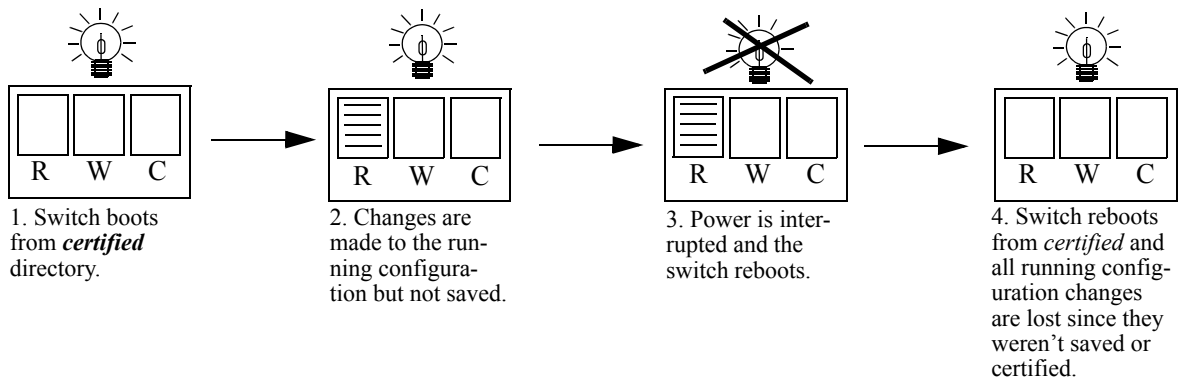 R W C
1. Switch boots
from certified
directory.
R W C
2. Changes are
made to the run-
ning configura-
tion but not saved.
R W C
3. Power is inter-
rupted and the
switch reboots.
R W C
4. Switch reboots
from certified and
all running config-
uration changes
are lost since they
weren’t saved or
certified.